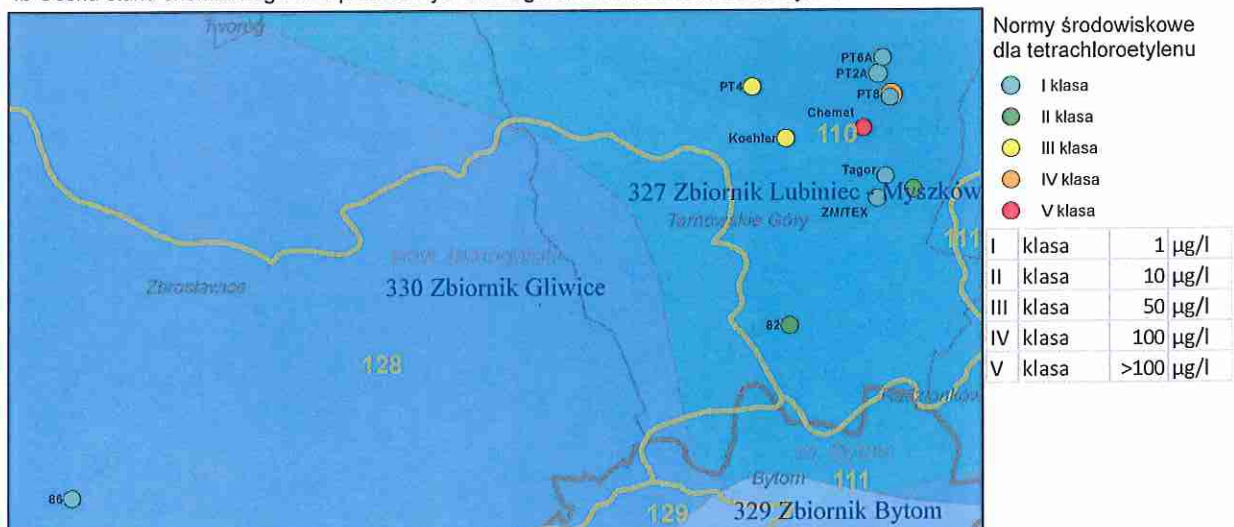 Tworóg
PT6A
PT2A
PT4
PT8
Chemet
110
Koehler
Tagor
327 Zbiornik Lubiniec - Myszków
ZM/TEX
Tarnowskie Góry
111
330 Zbiornik Gliwice
Zbrosławice
82
128
86
Bytom
111
129
329 Zbiornik Bytom
Normy środowiskowe
dla tetrachloroetylenu
I klasa
II klasa
III klasa
IV klasa
V klasa
I klasa 1 µg/l
II klasa 10 µg/l
III klasa 50 µg/l
IV klasa 100 µg/l
V klasa >100 µg/l